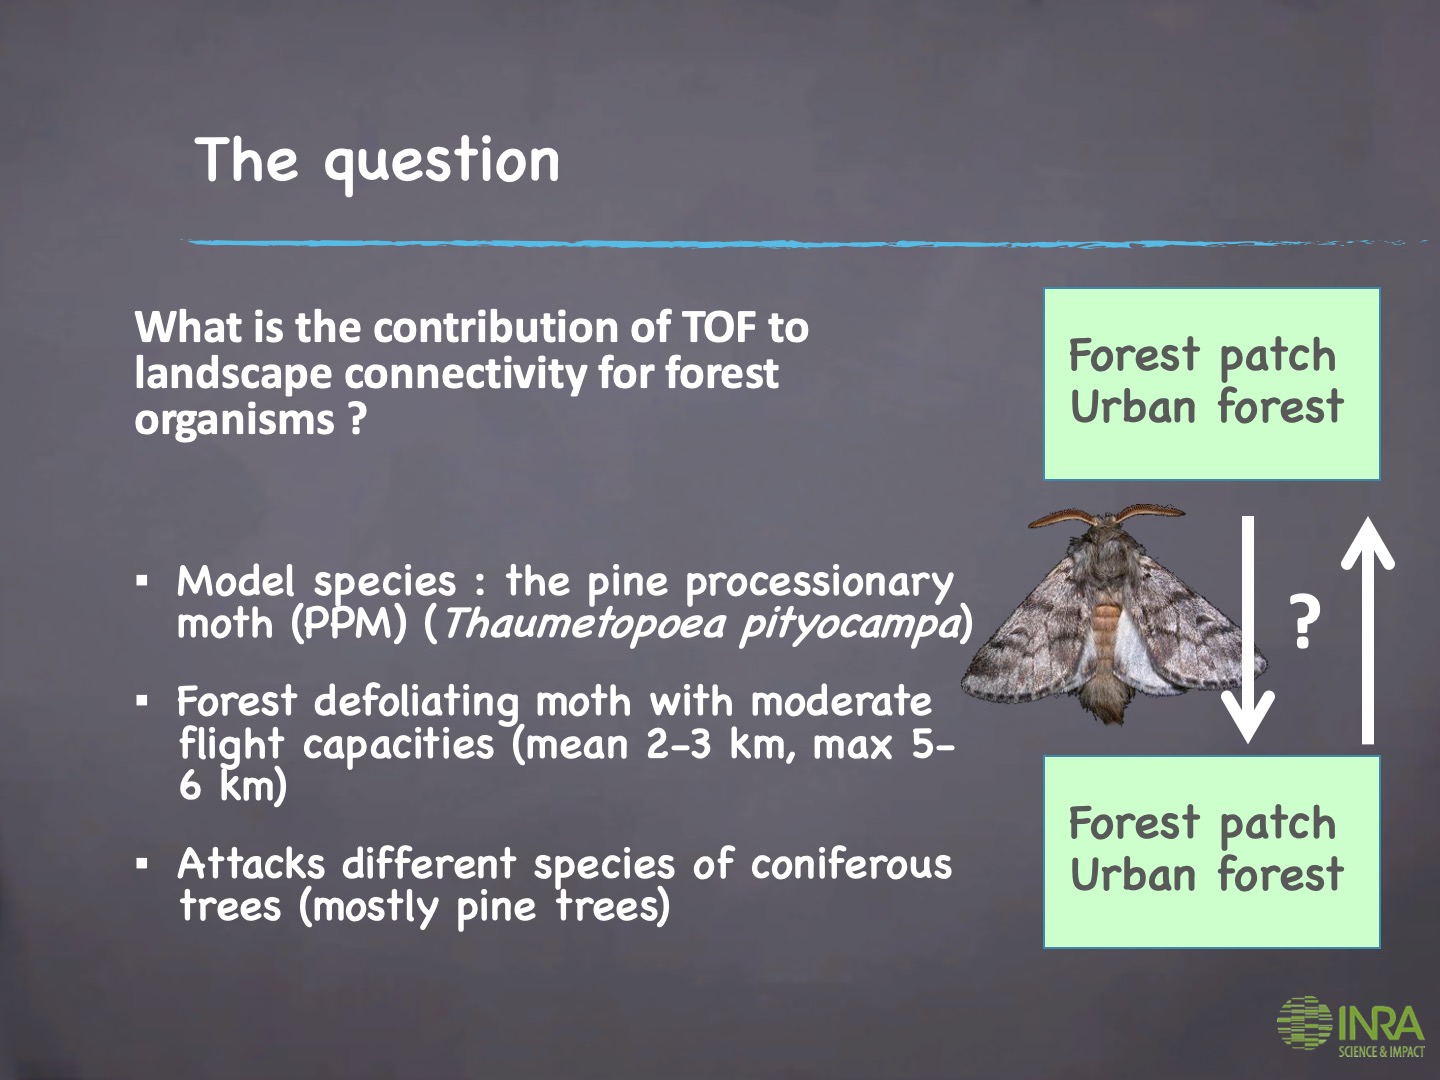 The question
What is the contribution of TOF to
landscape connectivity for forest
organisms ?
▪ Model species : the pine processionary
moth (PPM) (Thaumetopoea pityocampa)
▪ Forest defoliating moth with moderate
flight capacities (mean 2-3 km, max 5-
6 km)
▪ Attacks different species of coniferous
trees (mostly pine trees)
Forest patch
Urban forest
?
Forest patch
Urban forest
INRA
SCIENCE & IMPACT